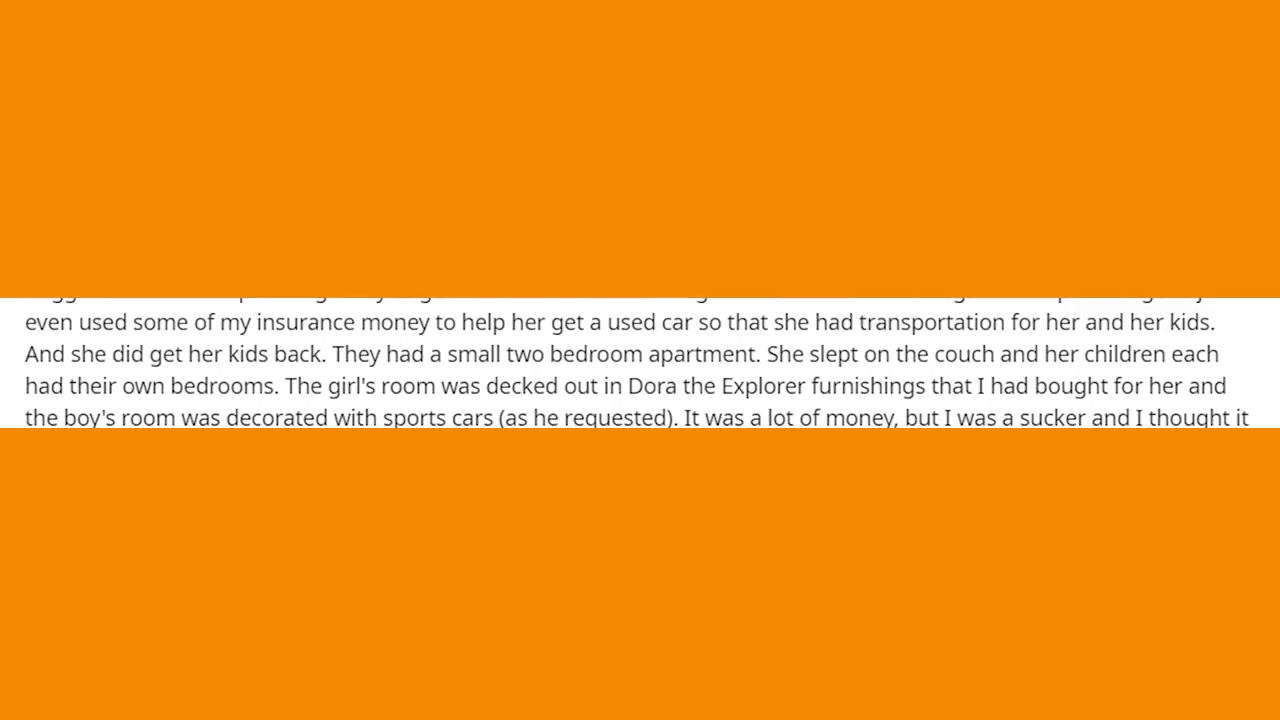 even used some of my insurance money to help her get a used car so that she had transportation for her and her kids.
And she did get her kids back. They had a small two bedroom apartment. She slept on the couch and her children each
had their own bedrooms. The girl's room was decked out in Dora the Explorer furnishings that I had bought for her and
the boy's room was decorated with sports cars (as he requested). It was a lot of money, but I was a sucker and I thought it